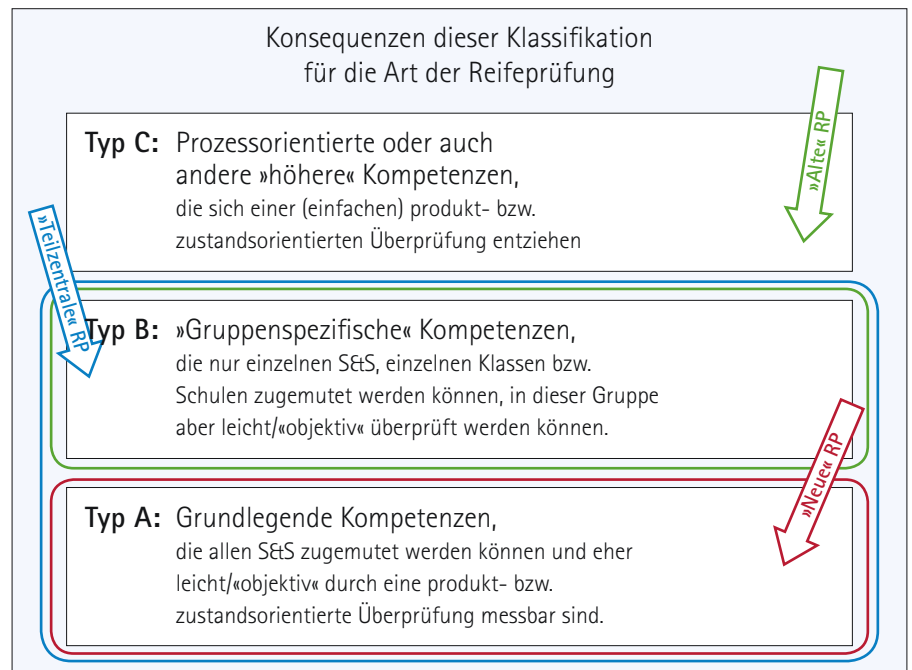 Konsequenzen dieser Klassifikation
für die Art der Reifeprüfung
»Alte« RP
Typ C: Prozessorientierte oder auch
andere »höhere« Kompetenzen,
die sich einer (einfachen) produkt- bzw.
zustandsorientierten Überprüfung entziehen
»Teilzentrale« RP
Typ B: »Gruppenspezifische« Kompetenzen,
die nur einzelnen S&S, einzelnen Klassen bzw.
Schulen zugemutet werden können, in dieser Gruppe
aber leicht/«objektiv« überprüft werden können.
»Neue« RP
Typ A: Grundlegende Kompetenzen,
die allen S&S zugemutet werden können und eher
leicht/«objektiv« durch eine produkt- bzw.
zustandsorientierte Überprüfung messbar sind.